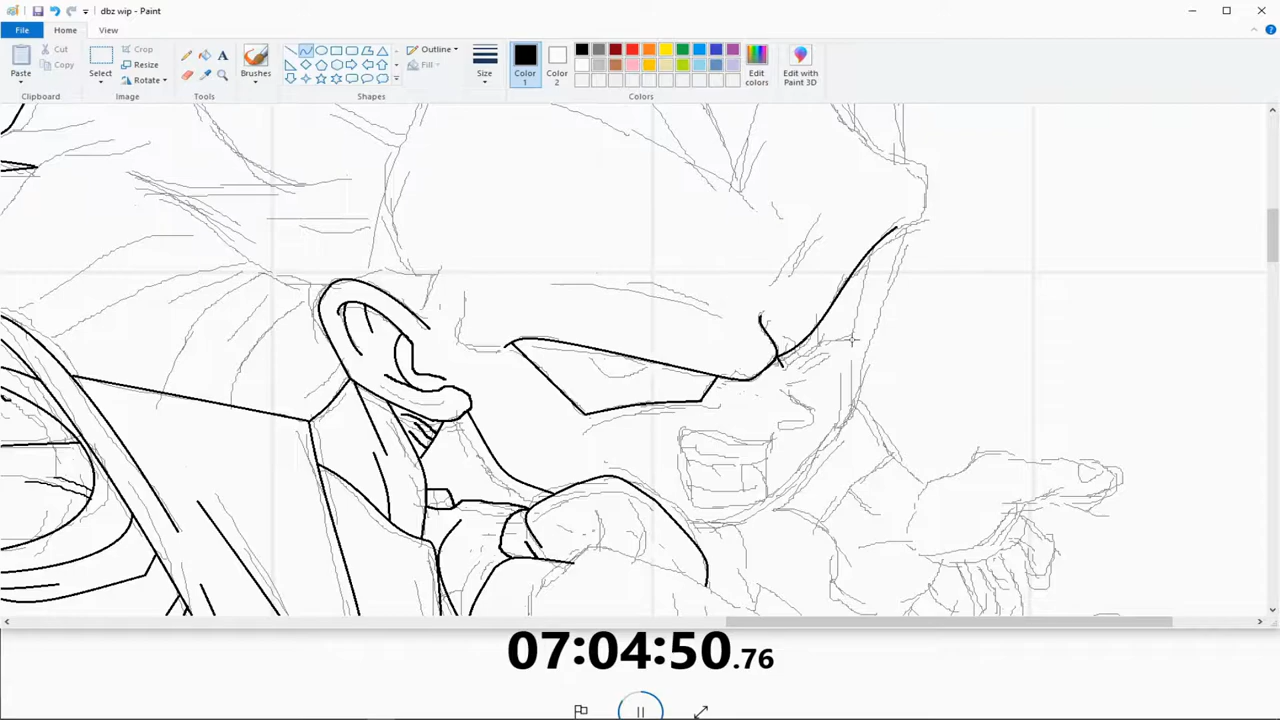 dbz wip - Paint
File Home View
Paste
Cut
Copy
Clipboard
Select
Crop
Resize
Rotate
Image
A
Tools
Brushes
Outline
Fill
Shapes
Size
Color
1
Color
2
Edit
colors
Colors
Edit with
Paint 3D
07:04:50.76